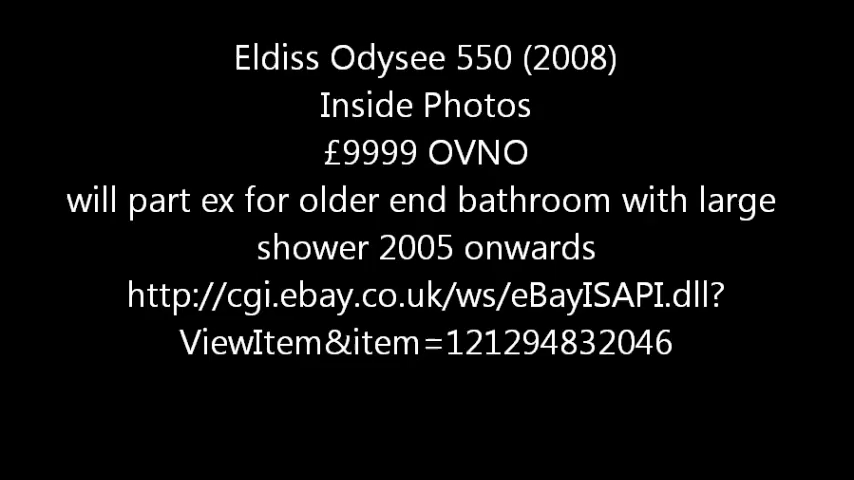 Eldiss Odysee 550 (2008)
Inside Photos
£9999 OVNO
will part ex for older end bathroom with large
shower 2005 onwards
http://cgi.ebay.co.uk/ws/eBayISAPI.dll?
ViewItem&item=121294832046